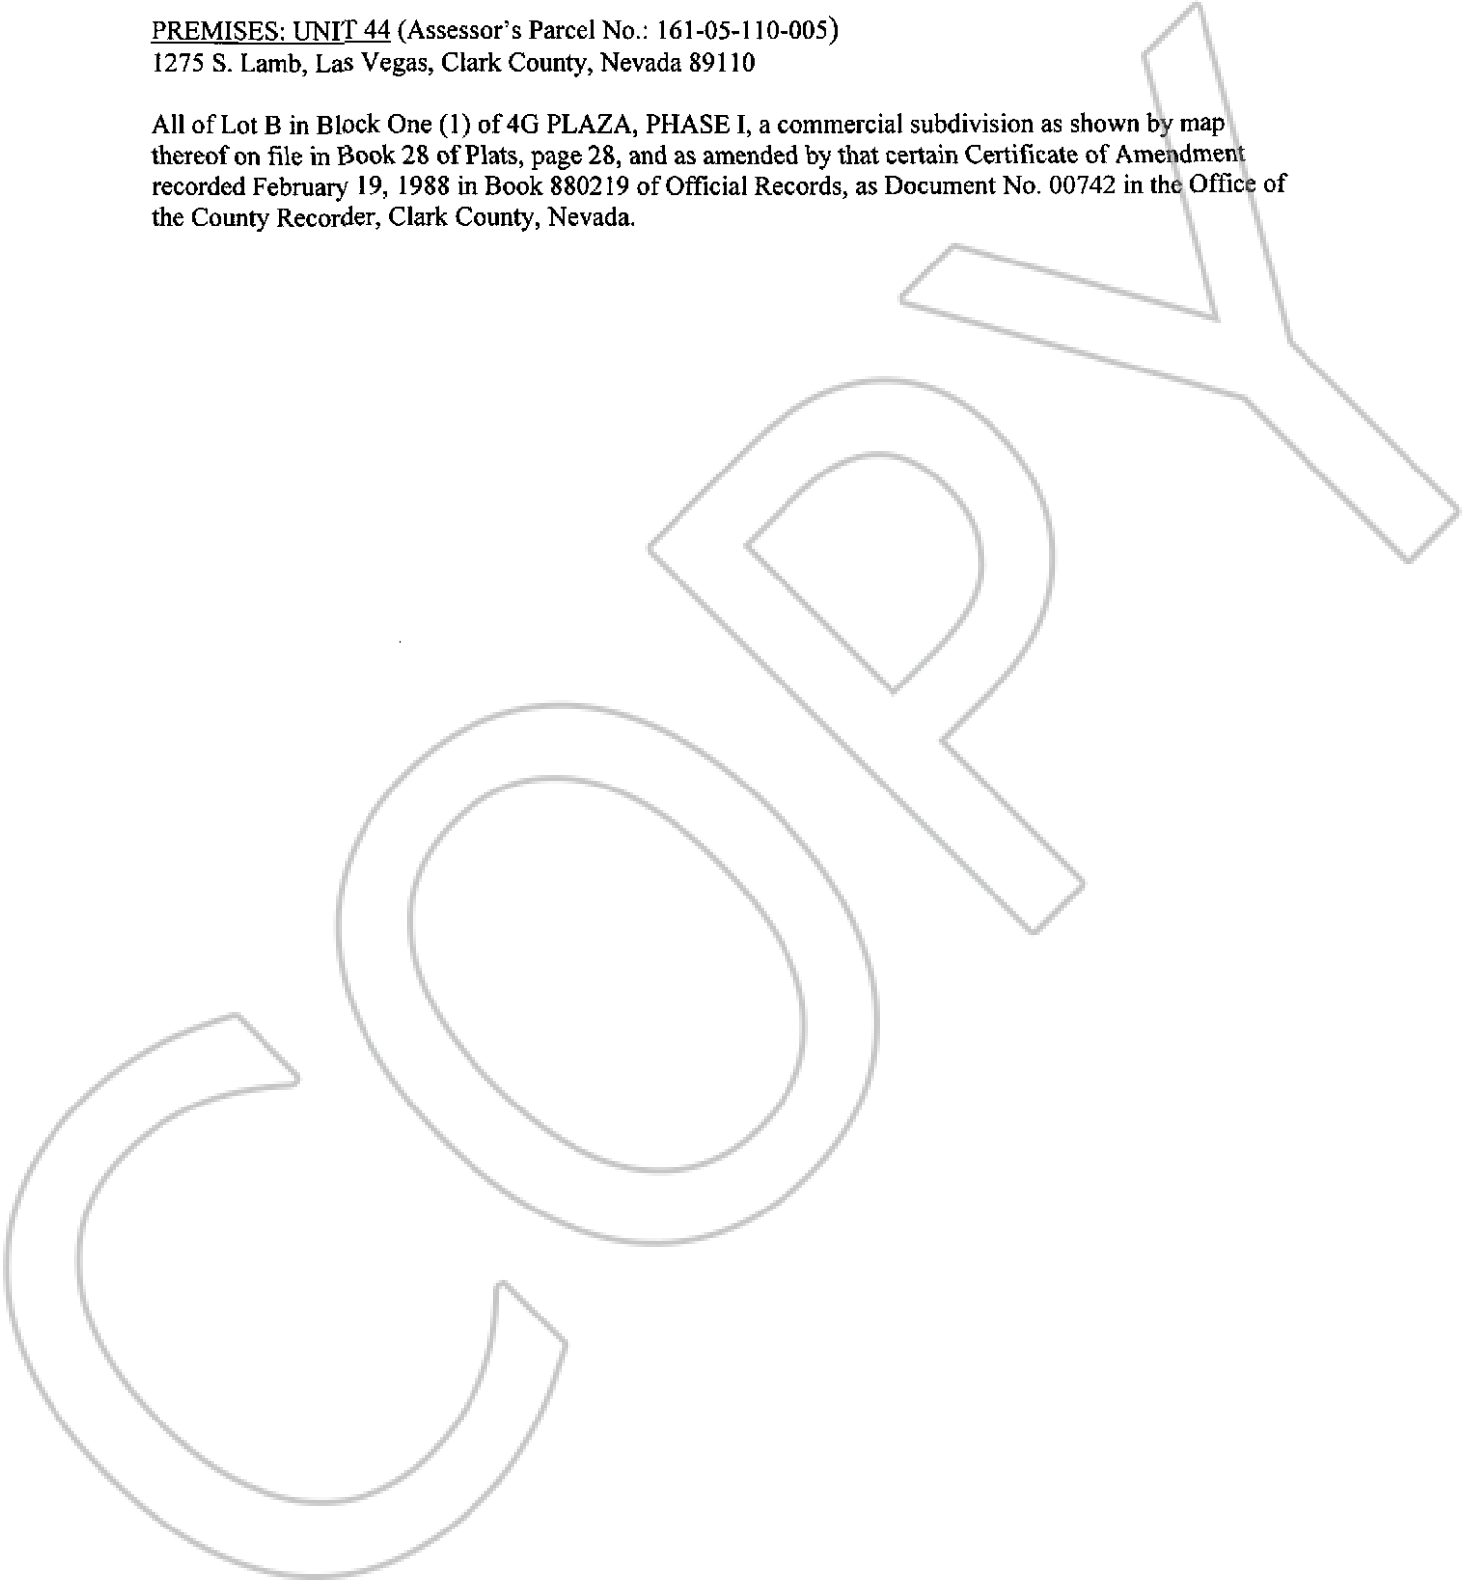 PREMISES: UNIT 44 (Assessor's Parcel No.: 161-05-110-005)
1275 S. Lamb, Las Vegas, Clark County, Nevada 89110
All of Lot B in Block One (1) of 4G PLAZA, PHASE I, a commercial subdivision as shown by map
thereof on file in Book 28 of Plats, page 28, and as amended by that certain Certificate of Amendment
recorded February 19, 1988 in Book 880219 of Official Records, as Document No. 00742 in the Office of
the County Recorder, Clark County, Nevada.
COPY